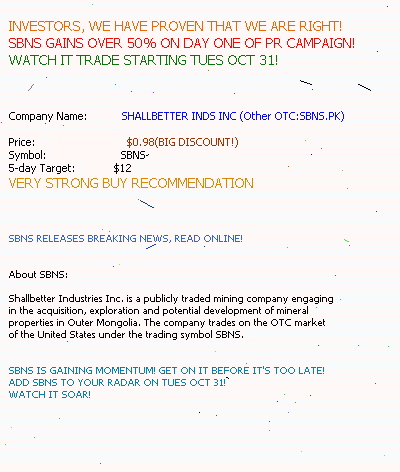 INVESTORS, WE HAVE PROVEN THAT WE ARE RIGHT!
SBNS GAINS OVER 50% ON DAY ONE OF PR CAMPAIGN!
WATCH IT TRADE STARTING TUES OCT 31!
Company Name: SHALLBETTER INDS INC (Other OTC:SBNS.PK)
Price: $0.98(BIG DISCOUNT!)
Symbol: SBNS
5-day Target: $12
VERY STRONG BUY RECOMMENDATION
SBNS RELEASES BREAKING NEWS, READ ONLINE!
About SBNS:
Shallbetter Industries Inc. is a publicly traded mining company engaging
in the acquisition, exploration and potential development of mineral
properties in Outer Mongolia. The company trades on the OTC market
of the United States under the trading symbol SBNS.
SBNS IS GAINING MOMENTUM! GET ON IT BEFORE IT'S TOO LATE!
ADD SBNS TO YOUR RADAR ON TUES OCT 31!
WATCH IT SOAR!